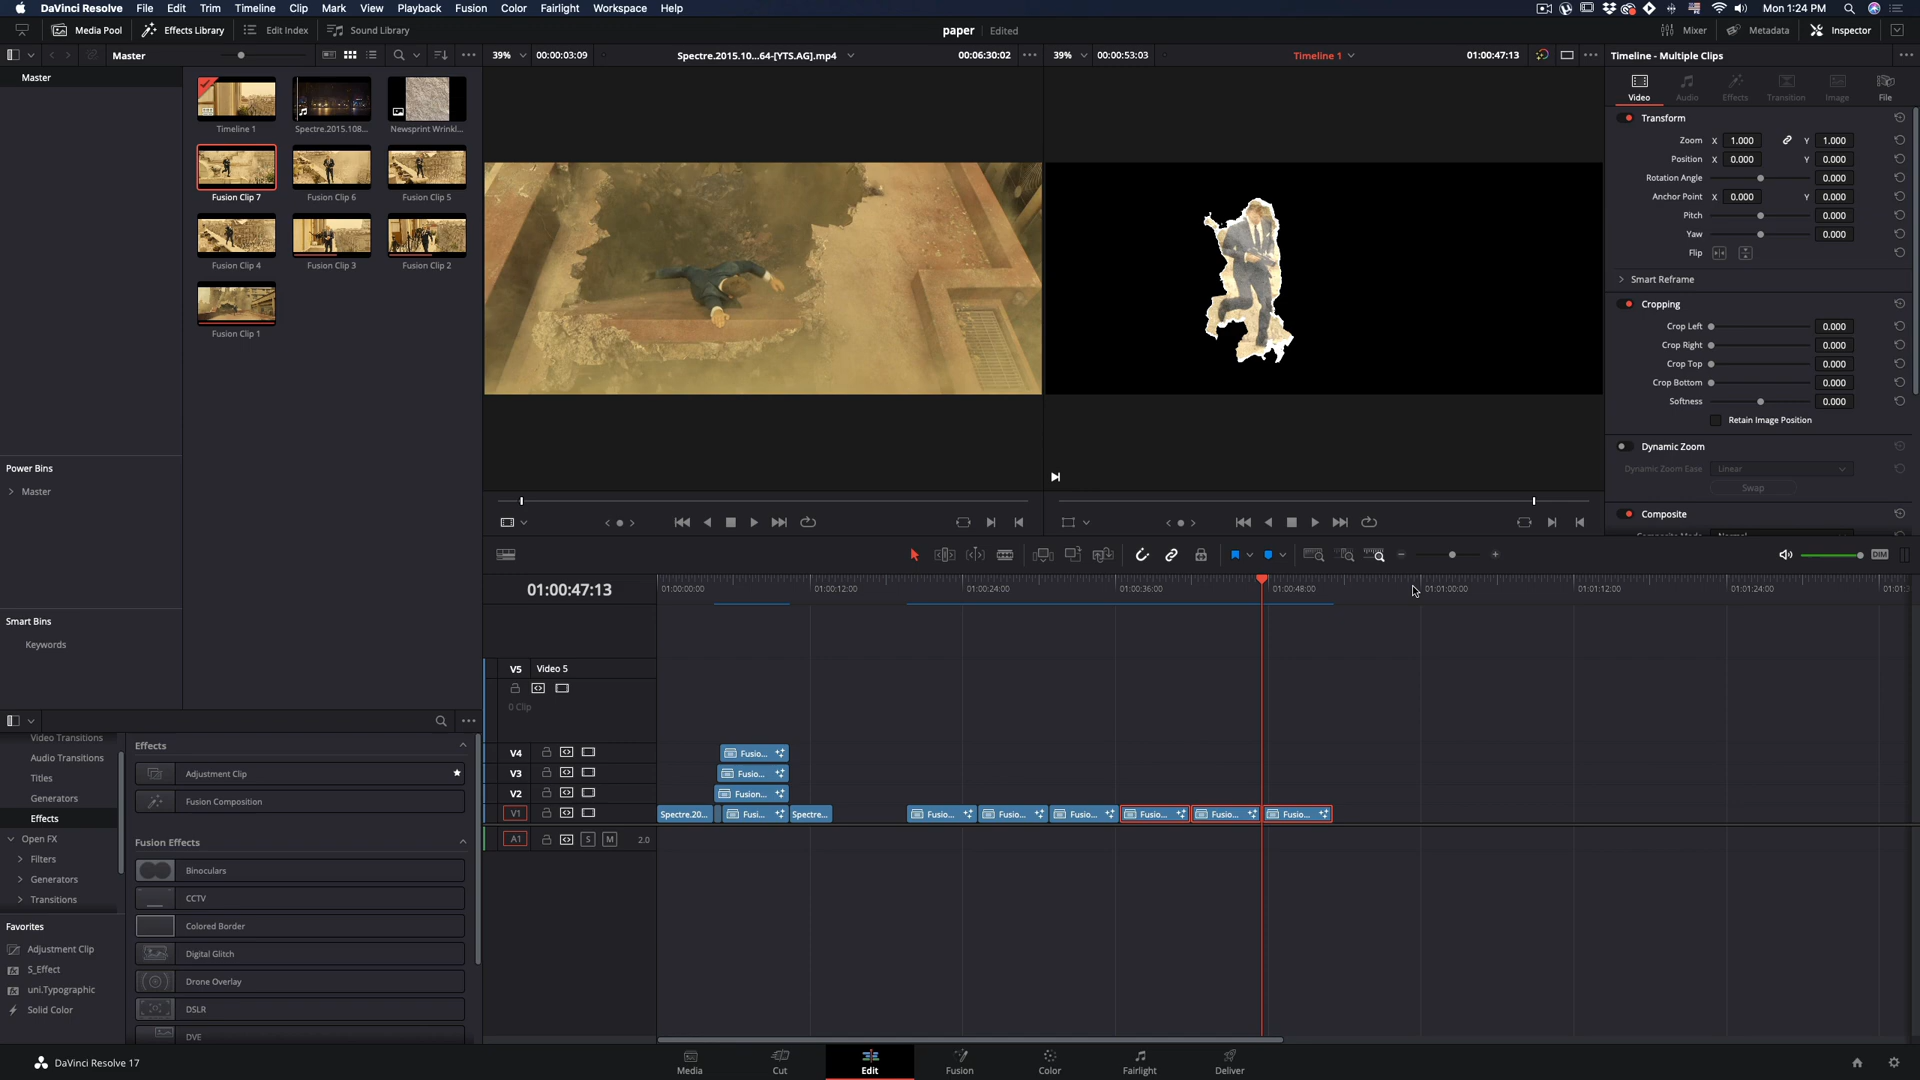 DaVinci Resolve File Edit Trim Timeline Clip Mark View Playback Fusion Color Fairlight Workspace Help
Mon 1:24 PM
Media Pool Effects Library Edit Index Sound Library
paper Edited
Mixer Metadata Inspector
Master
39% 00:00:03:09 Spectre.2015.10...64-[YTS.AG].mp4 00:06:30:02
39% 00:00:53:03 Timeline 1 01:00:47:13
Timeline - Multiple Clips
Master
Video Audio Effects Transition Image File
Timeline 1 Spectre.2015.108... Newsprint Wrinkl...
Fusion Clip 7 Fusion Clip 6 Fusion Clip 5
Fusion Clip 4 Fusion Clip 3 Fusion Clip 2
Fusion Clip 1
Transform
Zoom X 1.000 Y 1.000
Position X 0.000 Y 0.000
Rotation Angle 0.000
Anchor Point X 0.000 Y 0.000
Pitch 0.000
Yaw 0.000
Flip
Smart Reframe
Cropping
Crop Left 0.000
Crop Right 0.000
Crop Top 0.000
Crop Bottom 0.000
Softness 0.000
Retain Image Position
Dynamic Zoom
Dynamic Zoom Ease Linear
Swap
Composite
Power Bins
Master
Smart Bins
Keywords
DIM
01:00:47:13
01:00:00:00 01:00:12:00 01:00:24:00 01:00:36:00 01:00:48:00 01:01:00:00 01:01:12:00 01:01:24:00
V5 Video 5
0 Clip
V4 Fusio...
V3 Fusio...
V2 Fusion...
V1 Spectre.20... Fusi... Spectre... Fusio... Fusio... Fusio... Fusio... Fusio... Fusio...
A1 S M 2.0
Video Transitions
Audio Transitions
Titles
Generators
Effects
Open FX
Filters
Generators
Transitions
Favorites
Adjustment Clip
S_Effect
uni.Typographic
Solid Color
Effects
Adjustment Clip
Fusion Composition
Fusion Effects
Binoculars
CCTV
Colored Border
Digital Glitch
Drone Overlay
DSLR
DVE
DaVinci Resolve 17
Media Cut Edit Fusion Color Fairlight Deliver